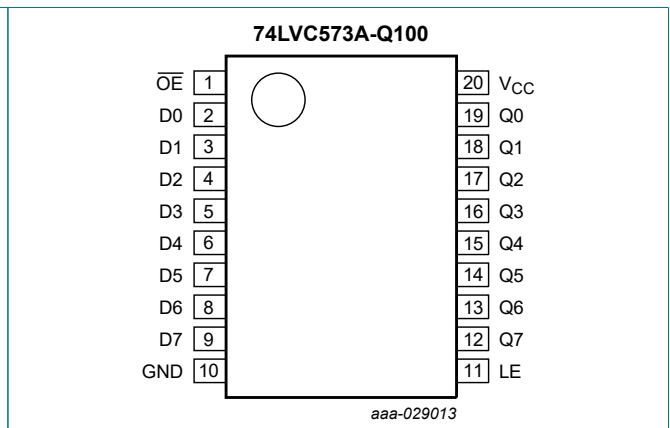 74LVC573A-Q100
O̅E̅ 1 20 VCC
D0 2 19 Q0
D1 3 18 Q1
D2 4 17 Q2
D3 5 16 Q3
D4 6 15 Q4
D5 7 14 Q5
D6 8 13 Q6
D7 9 12 Q7
GND 10 11 LE
aaa-029013